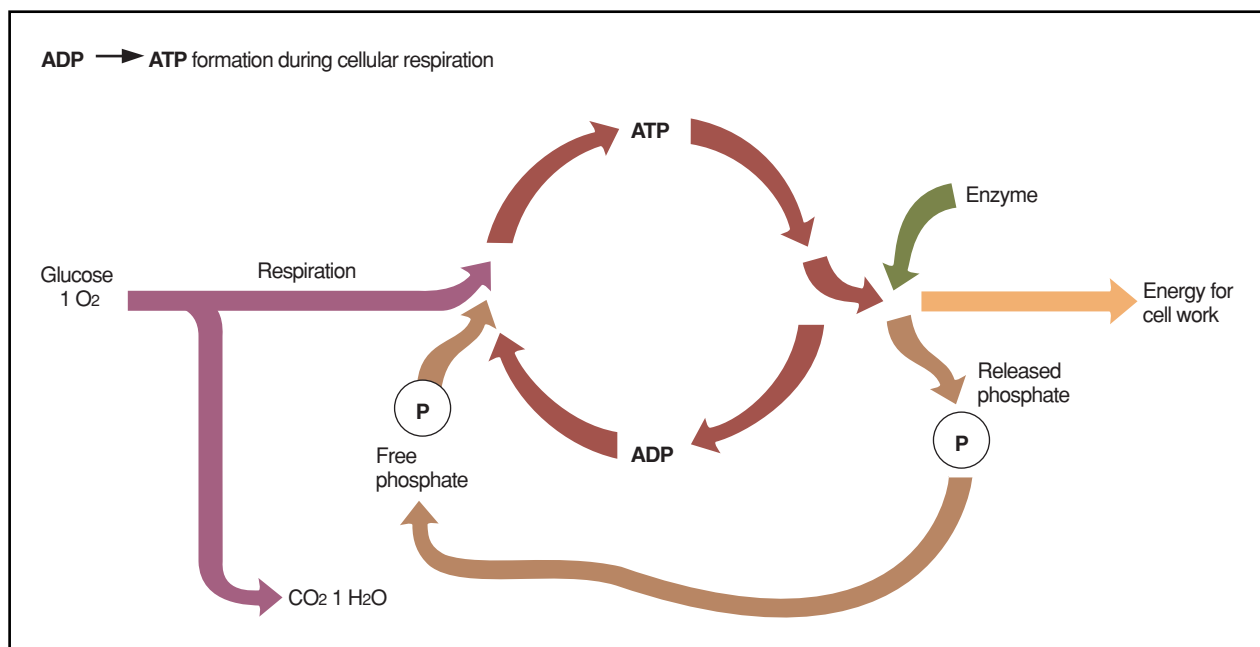 ADP ATP formation during cellular respiration
ATP
Enzyme
Glucose
1 O2
Respiration
Energy for
cell work
Released
phosphate
P
P
ADP
Free
phosphate
CO2 1 H2O